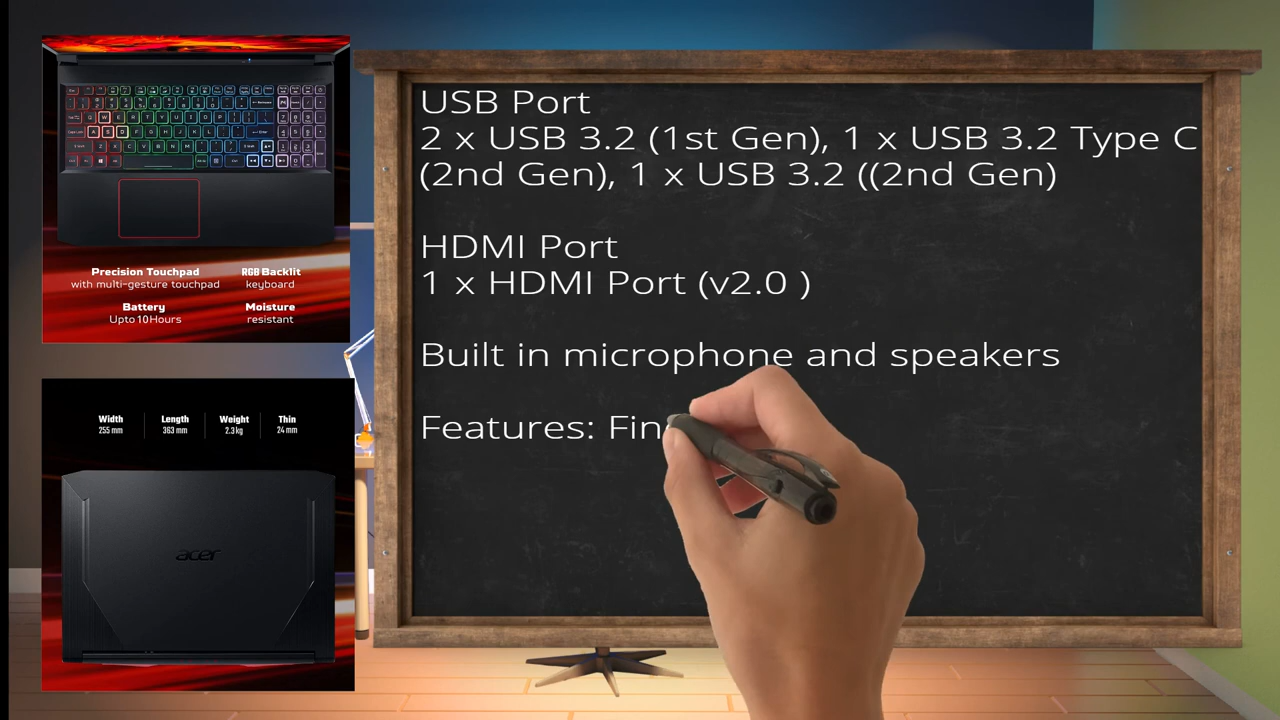 Precision Touchpad
with multi-gesture touchpad
RGB Backlit
keyboard
Battery
Upto 10Hours
Moisture
resistant
Width
255 mm
Length
363 mm
Weight
2.3 kg
Thin
24 mm
acer
USB Port
2 x USB 3.2 (1st Gen), 1 x USB 3.2 Type C
(2nd Gen), 1 x USB 3.2 ((2nd Gen)
HDMI Port
1 x HDMI Port (v2.0 )
Built in microphone and speakers
Features: Fin